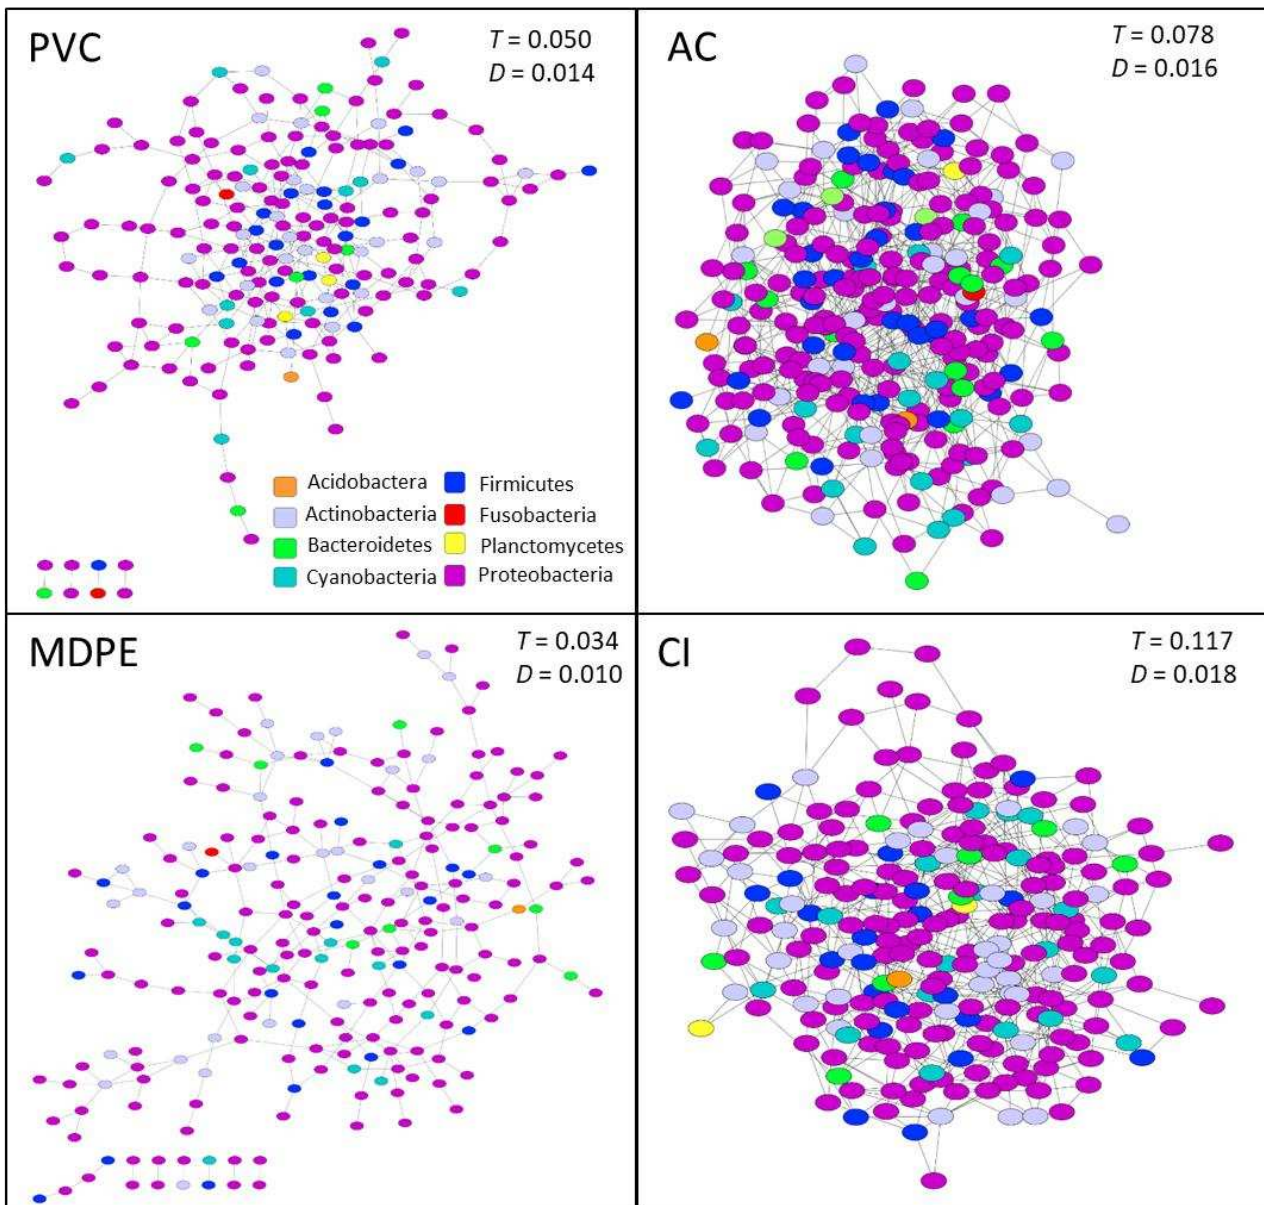 PVC
T = 0.050
D = 0.014
AC
T = 0.078
D = 0.016
Acidobactera
Firmicutes
Actinobacteria
Fusobacteria
Bacteroidetes
Planctomycetes
Cyanobacteria
Proteobacteria
MDPE
T = 0.034
D = 0.010
CI
T = 0.117
D = 0.018